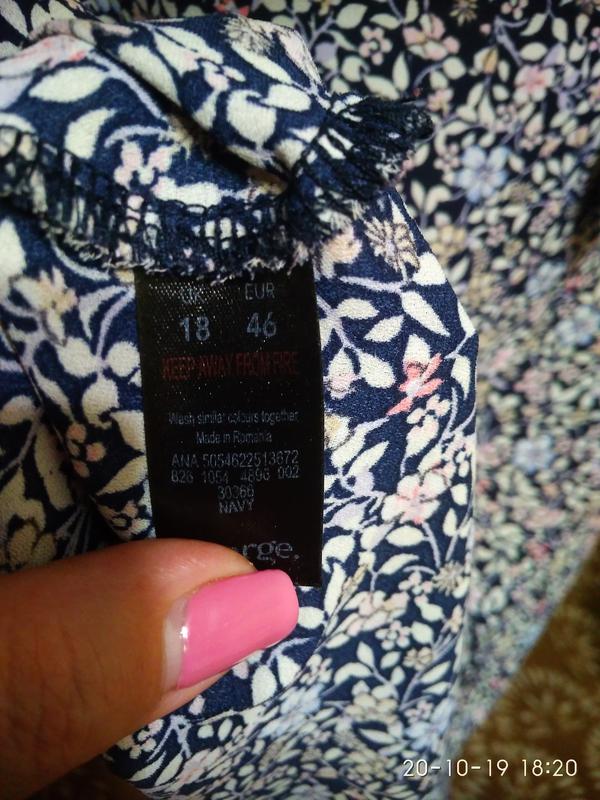 UK EUR
18 46
KEEP AWAY FROM FIRE
Wash similar colours together
Made in Romania
ANA 5054622513672
826 1054 4896 002
30366
NAVY
rge.
20-10-19 18:20